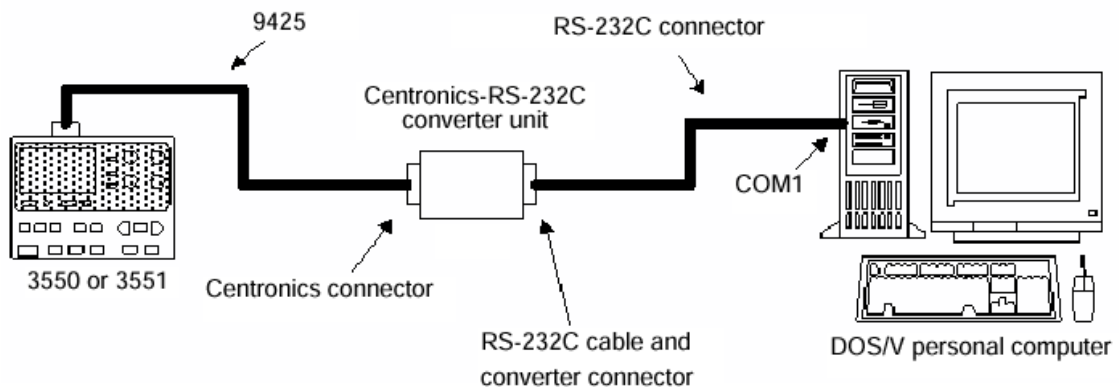 9425
RS-232C connector
Centronics-RS-232C
converter unit
COM1
3550 or 3551
Centronics connector
RS-232C cable and
converter connector
DOS/V personal computer